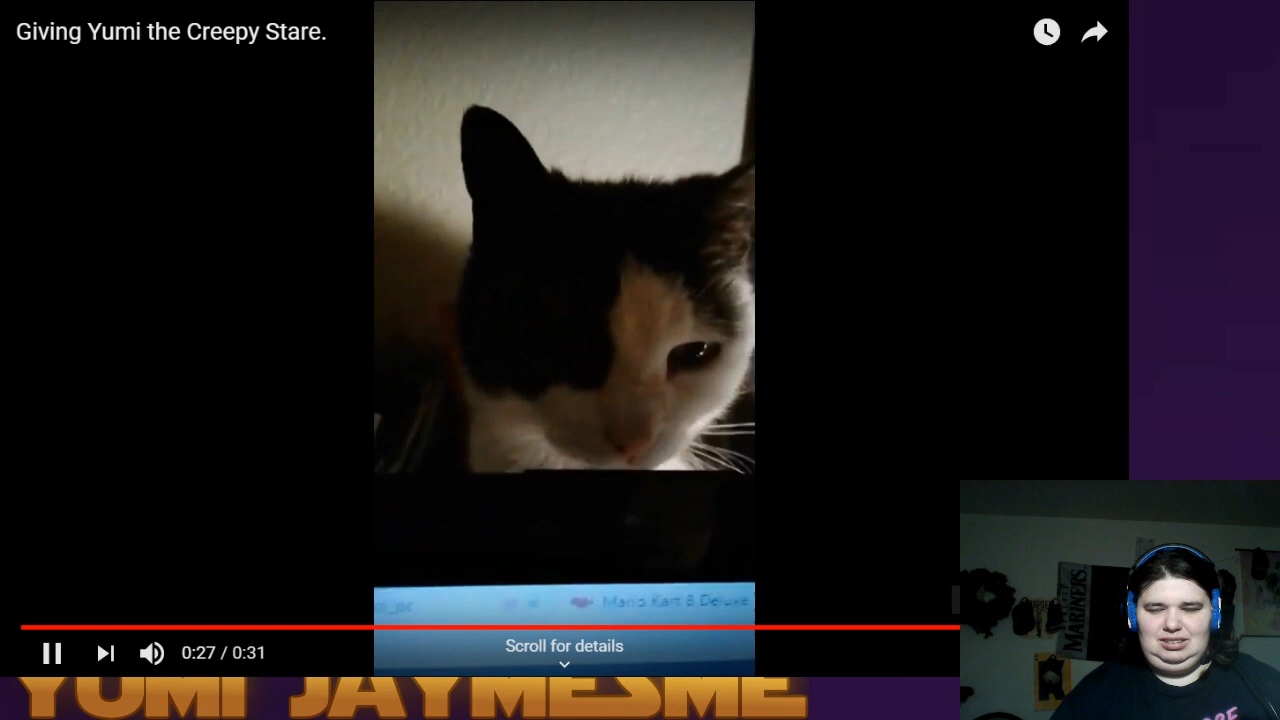 Giving Yumi the Creepy Stare.
Mario Kart 8 Deluxe
MARINERS
0:27 / 0:31
Scroll for details
YUMI JAYMESME